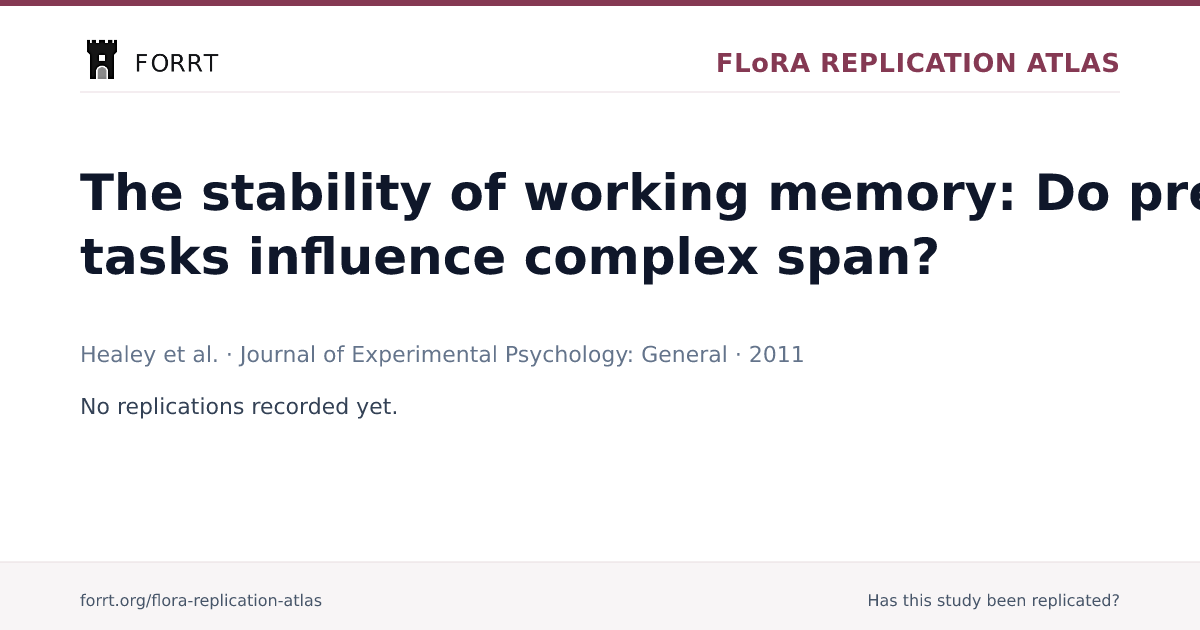 FORRT
FLoRA REPLICATION ATLAS
The stability of working memory: Do pre
tasks influence complex span?
Healey et al. · Journal of Experimental Psychology: General · 2011
No replications recorded yet.
forrt.org/flora-replication-atlas
Has this study been replicated?